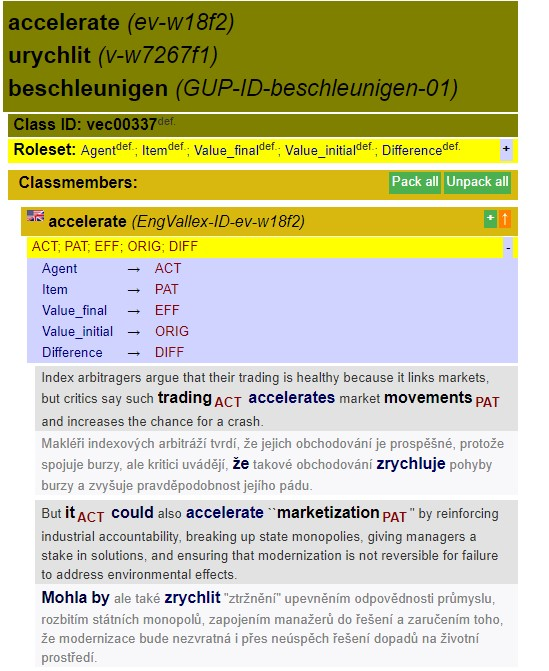 accelerate (ev-w18f2)
urychlit (v-w7267f1)
beschleunigen (GUP-ID-beschleunigen-01)
Class ID: vec00337def.
Roleset: Agentdef.; Itemdef.; Value_finaldef.; Value_initialdef.; Differencedef. +
Classmembers: Pack all Unpack all
accelerate (EngVallex-ID-ev-w18f2) + ↑
ACT; PAT; EFF; ORIG; DIFF -
Agent → ACT
Item → PAT
Value_final → EFF
Value_initial → ORIG
Difference → DIFF
Index arbitragers argue that their trading is healthy because it links markets,
but critics say such trading ACT accelerates market movements PAT
and increases the chance for a crash.
Makléři indexových arbitráží tvrdí, že jejich obchodování je prospěšné, protože
spojuje burzy, ale kritici uvádějí, že takové obchodování zrychluje pohyby
burzy a zvyšuje pravděpodobnost jejího pádu.
But it ACT could also accelerate ``marketization PAT '' by reinforcing
industrial accountability, breaking up state monopolies, giving managers a
stake in solutions, and ensuring that modernization is not reversible for failure
to address environmental effects.
Mohla by ale také zrychlit "ztržnění" upevněním odpovědnosti průmyslu,
rozbitím státních monopolů, zapojením manažerů do řešení a zaručením toho,
že modernizace bude nezvratná i přes neúspěch řešení dopadů na životní
prostředí.